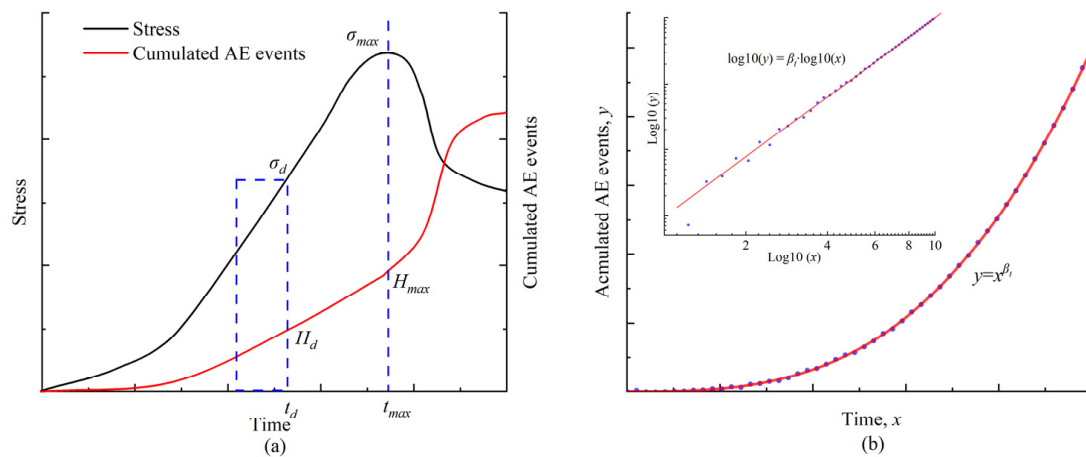 Stress
Cumulated AE events
σmax
σd
Hmax
Hd
Stress
Cumulated AE events
td
tmax
Time
(a)
log10(y) = βt·log10(x)
Log10 (y)
2
4
6
8
10
Log10 (x)
Acmulated AE events, y
y=x^βt
Time, x
(b)